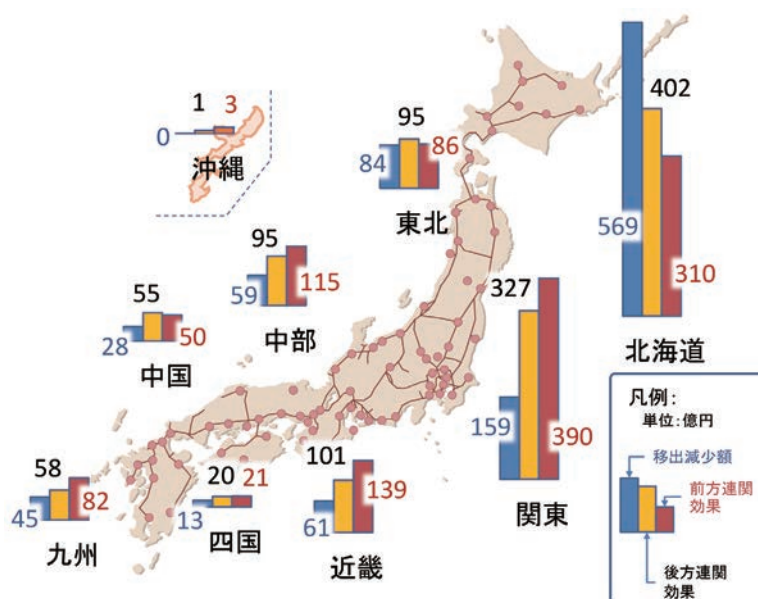 1
3
0
沖縄
95
84
86
東北
402
569
310
北海道
95
59
115
中部
55
28
50
中国
327
159
390
関東
58
45
82
九州
20
21
13
四国
101
139
61
近畿
凡例：
単位：億円
移出減少額
前方連関
効果
後方連関
効果